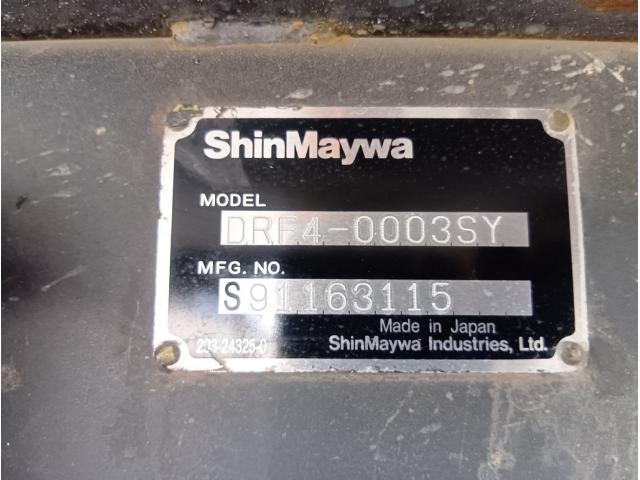 ShinMaywa
MODEL
DRF4-0003SY
MFG. NO.
S91163115
Made in Japan
203-24325-0
ShinMaywa Industries, Ltd.